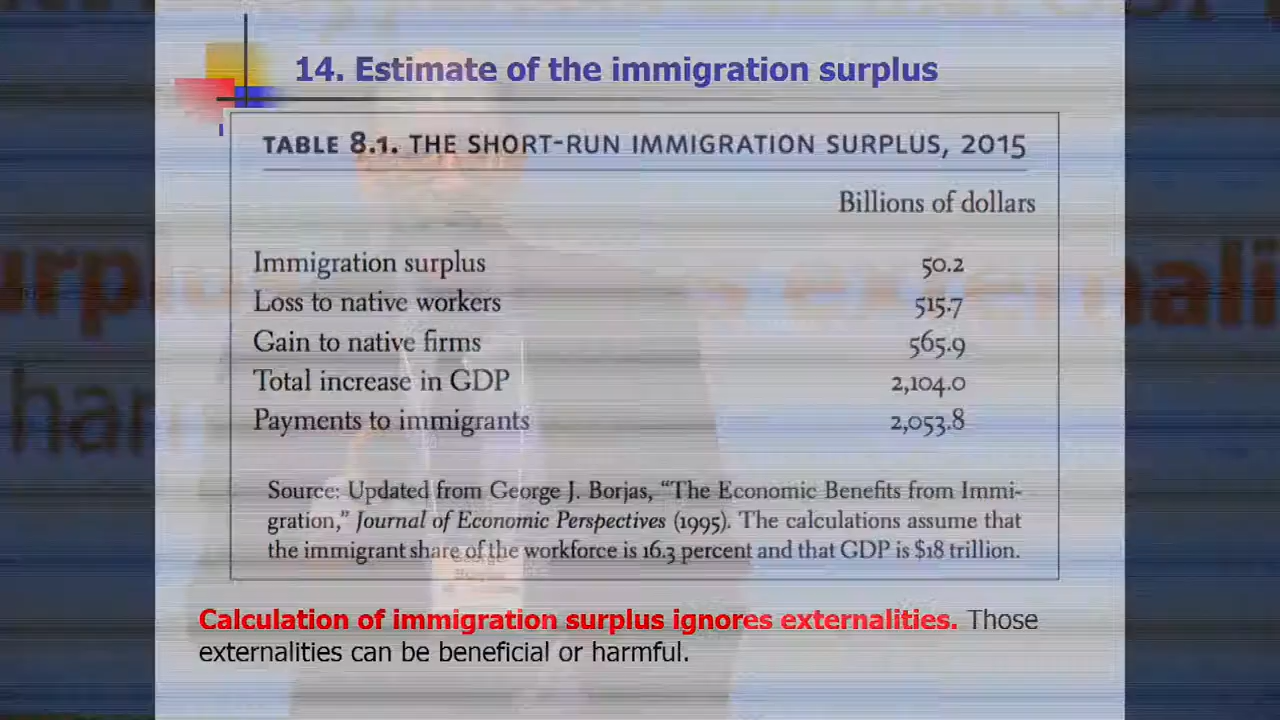 14. Estimate of the immigration surplus
TABLE 8.1. THE SHORT-RUN IMMIGRATION SURPLUS, 2015
Billions of dollars
Immigration surplus 50.2
Loss to native workers 515.7
Gain to native firms 565.9
Total increase in GDP 2,104.0
Payments to immigrants 2,053.8
Source: Updated from George J. Borjas, “The Economic Benefits from Immi-
gration,” Journal of Economic Perspectives (1995). The calculations assume that
the immigrant share of the workforce is 16.3 percent and that GDP is $18 trillion.
Calculation of immigration surplus ignores externalities. Those
externalities can be beneficial or harmful.